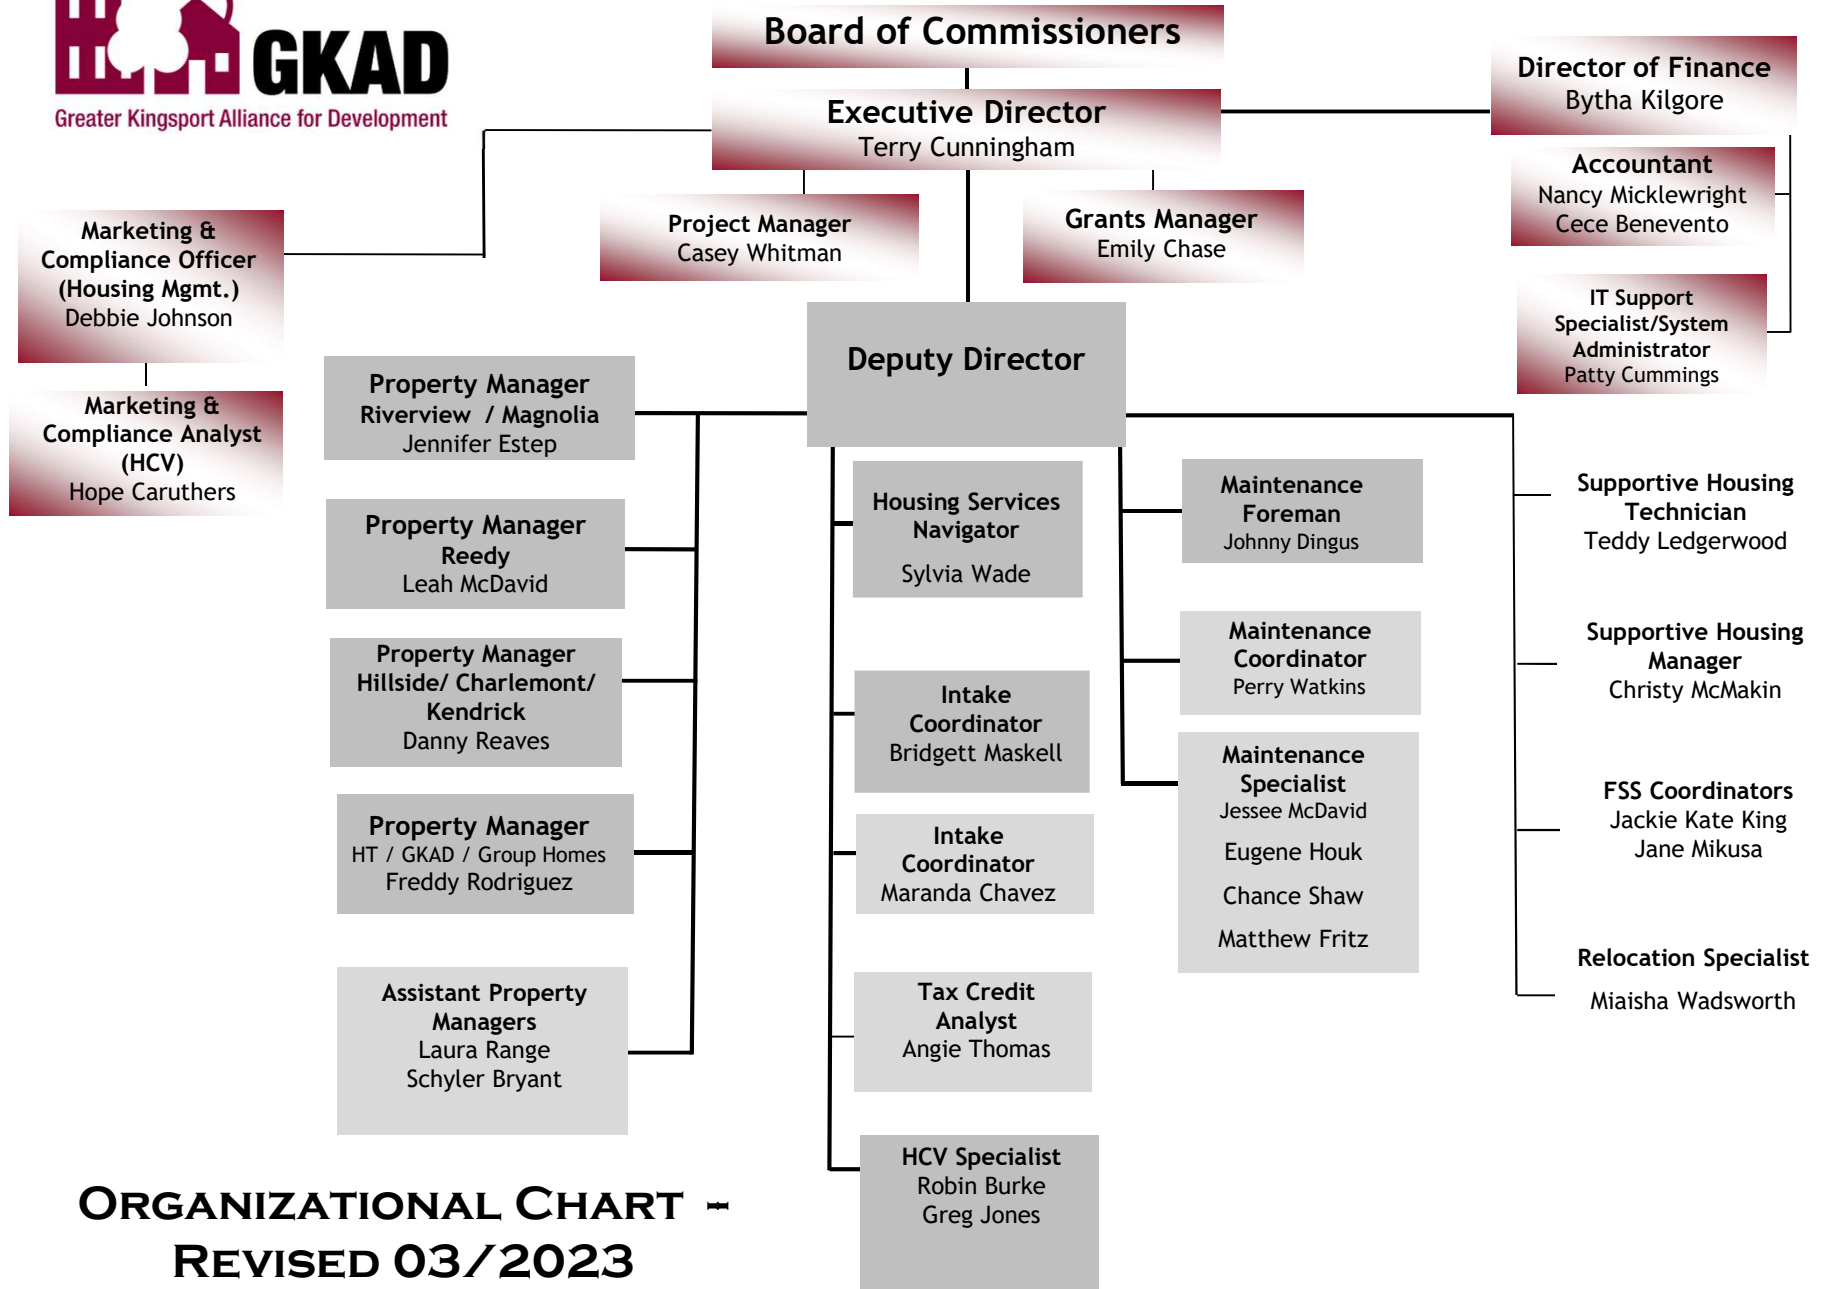 GKAD
Greater Kingsport Alliance for Development
Board of Commissioners
Executive Director
Terry Cunningham
Director of Finance
Bytha Kilgore
Accountant
Nancy Micklewright
Cece Benevento
IT Support
Specialist/System
Administrator
Patty Cummings
Project Manager
Casey Whitman
Grants Manager
Emily Chase
Marketing &
Compliance Officer
(Housing Mgmt.)
Debbie Johnson
Marketing &
Compliance Analyst
(HCV)
Hope Caruthers
Deputy Director
Property Manager
Riverview / Magnolia
Jennifer Estep
Property Manager
Reedy
Leah McDavid
Property Manager
Hillside/ Charlemont/
Kendrick
Danny Reaves
Property Manager
HT / GKAD / Group Homes
Freddy Rodriguez
Assistant Property
Managers
Laura Range
Schyler Bryant
Housing Services
Navigator
Sylvia Wade
Intake
Coordinator
Bridgett Maskell
Intake
Coordinator
Maranda Chavez
Tax Credit
Analyst
Angie Thomas
HCV Specialist
Robin Burke
Greg Jones
Maintenance
Foreman
Johnny Dingus
Maintenance
Coordinator
Perry Watkins
Maintenance
Specialist
Jessee McDavid
Eugene Houk
Chance Shaw
Matthew Fritz
Supportive Housing
Technician
Teddy Ledgerwood
Supportive Housing
Manager
Christy McMakin
FSS Coordinators
Jackie Kate King
Jane Mikusa
Relocation Specialist
Miaisha Wadsworth
Organizational Chart –
Revised 03/2023